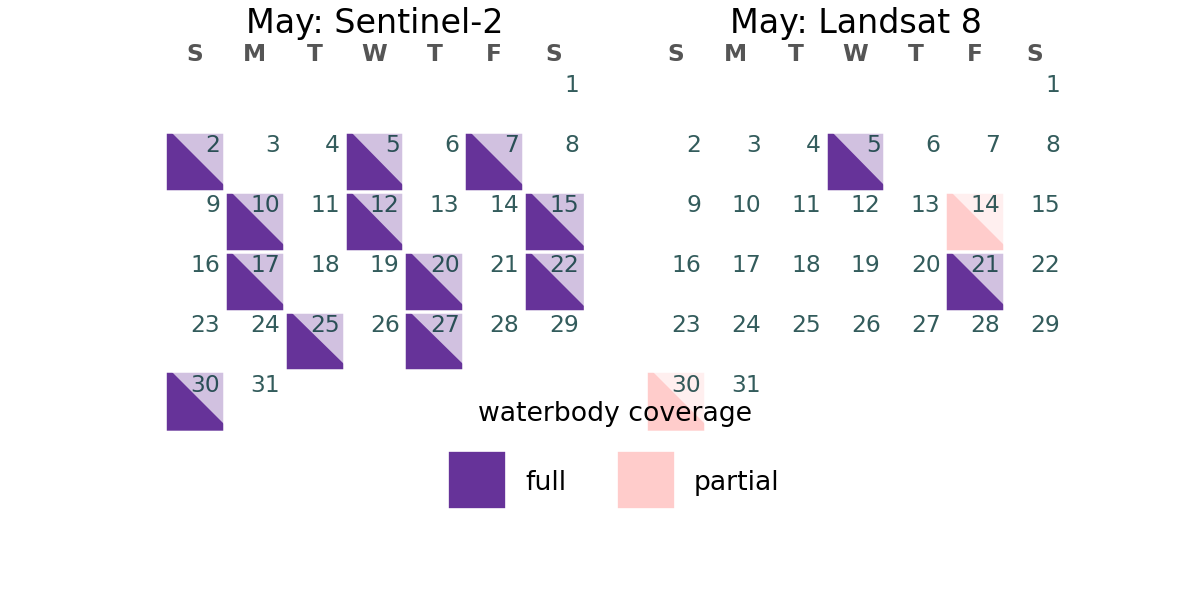 May: Sentinel-2
S M T W T F S
1
2 3 4 5 6 7 8
9 10 11 12 13 14 15
16 17 18 19 20 21 22
23 24 25 26 27 28 29
30 31
May: Landsat 8
S M T W T F S
1
2 3 4 5 6 7 8
9 10 11 12 13 14 15
16 17 18 19 20 21 22
23 24 25 26 27 28 29
30 31
waterbody coverage
full
partial